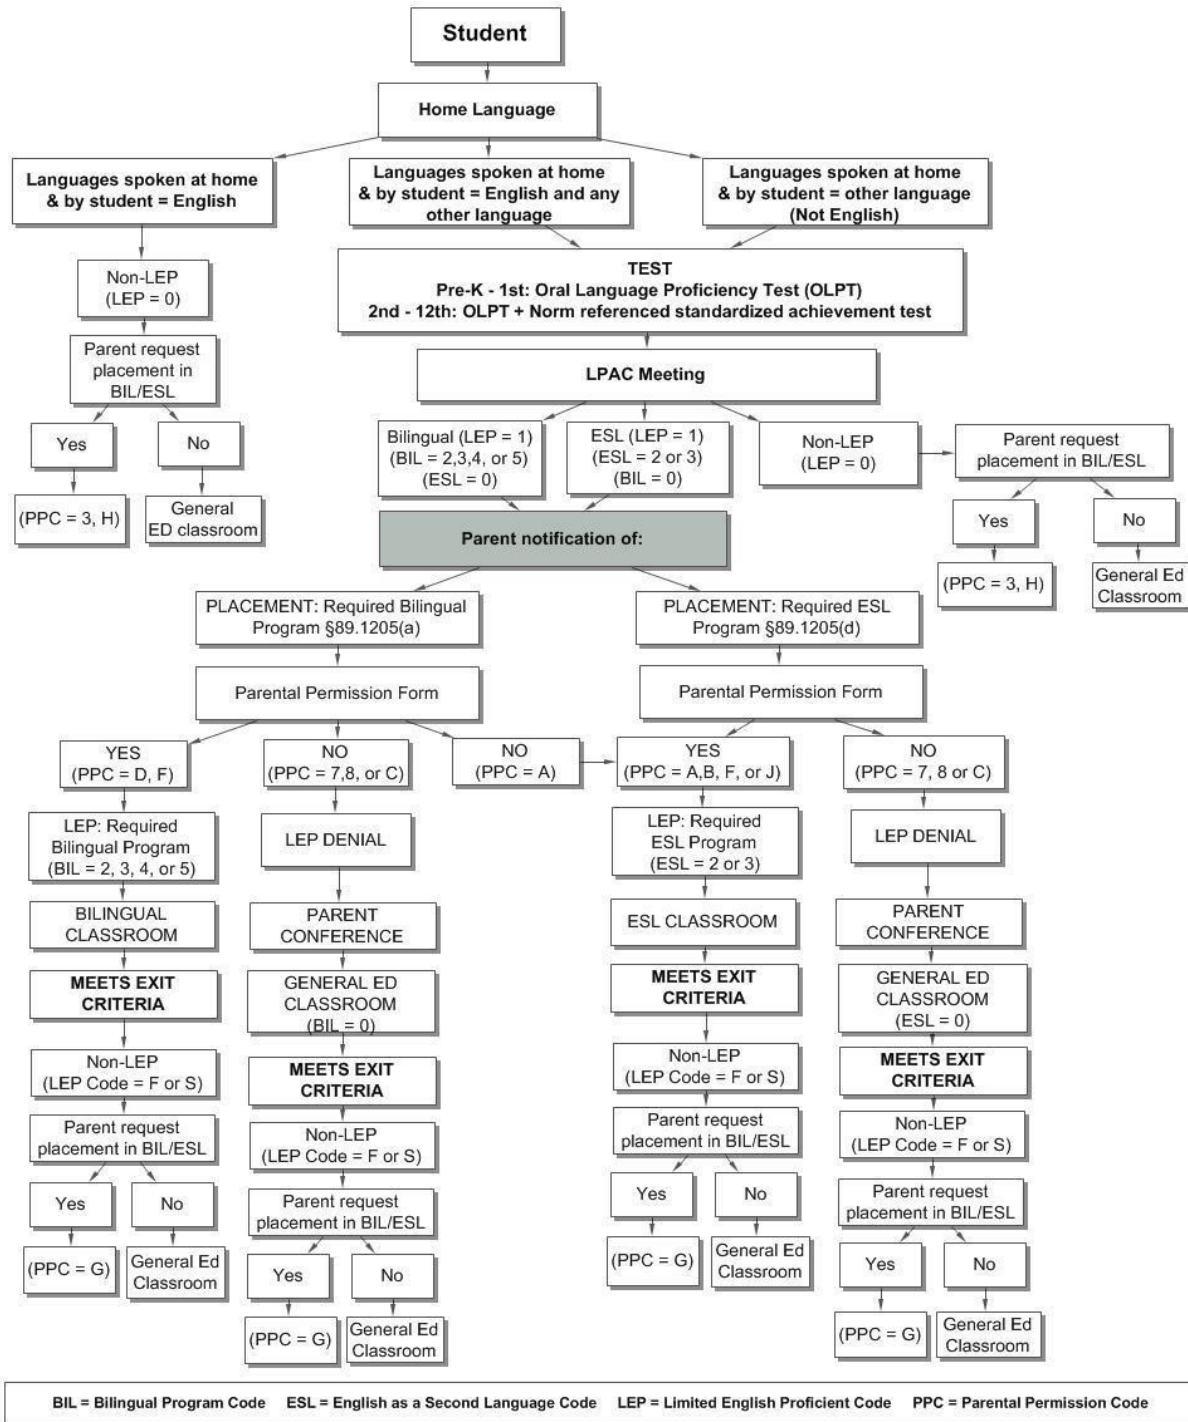 Student
Home Language
Languages spoken at home
& by student = English
Languages spoken at home
& by student = English and any
other language
Languages spoken at home
& by student = other language
(Not English)
Non-LEP
(LEP = 0)
TEST
Pre-K - 1st: Oral Language Proficiency Test (OLPT)
2nd - 12th: OLPT + Norm referenced standardized achievement test
Parent request
placement in
BIL/ESL
LPAC Meeting
Yes
No
Bilingual (LEP = 1)
(BIL = 2,3,4, or 5)
(ESL = 0)
ESL (LEP = 1)
(ESL = 2 or 3)
(BIL = 0)
Non-LEP
(LEP = 0)
Parent request
placement in BIL/ESL
(PPC = 3, H)
General
ED classroom
Yes
No
Parent notification of:
(PPC = 3, H)
General Ed
Classroom
PLACEMENT: Required Bilingual
Program §89.1205(a)
PLACEMENT: Required ESL
Program §89.1205(d)
Parental Permission Form
Parental Permission Form
YES
(PPC = D, F)
NO
(PPC = 7,8, or C)
NO
(PPC = A)
YES
(PPC = A,B, F, or J)
NO
(PPC = 7, 8 or C)
LEP: Required
Bilingual Program
(BIL = 2, 3, 4, or 5)
LEP DENIAL
LEP: Required
ESL Program
(ESL = 2 or 3)
LEP DENIAL
BILINGUAL
CLASSROOM
PARENT
CONFERENCE
ESL CLASSROOM
PARENT
CONFERENCE
MEETS EXIT
CRITERIA
GENERAL ED
CLASSROOM
(BIL = 0)
MEETS EXIT
CRITERIA
GENERAL ED
CLASSROOM
(ESL = 0)
Non-LEP
(LEP Code = F or S)
MEETS EXIT
CRITERIA
Non-LEP
(LEP Code = F or S)
MEETS EXIT
CRITERIA
Parent request
placement in BIL/ESL
Non-LEP
(LEP Code = F or S)
Parent request
placement in BIL/ESL
Non-LEP
(LEP Code = F or S)
Yes
No
Parent request
placement in BIL/ESL
Yes
No
Parent request
placement in BIL/ESL
(PPC = G)
General Ed
Classroom
Yes
No
(PPC = G)
General Ed
Classroom
Yes
No
(PPC = G)
General Ed
Classroom
(PPC = G)
General Ed
Classroom
BIL = Bilingual Program Code ESL = English as a Second Language Code LEP = Limited English Proficient Code PPC = Parental Permission Code